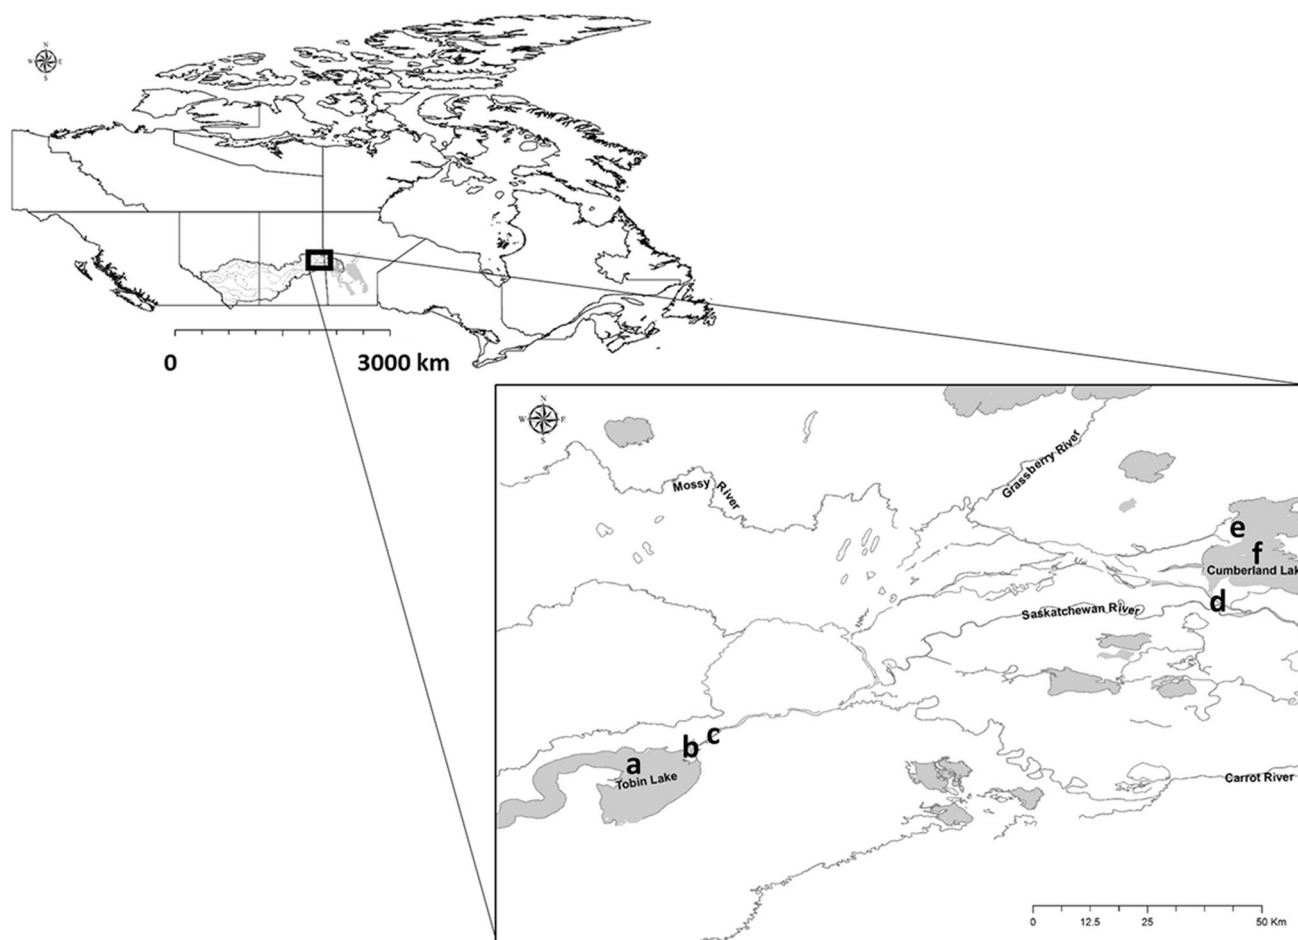 N
W E
S
0 3000 km
N
W E
S
Mossy River
Grassberry River
e
f
Cumberland Lak
d
Saskatchewan River
c
b
a
Tobin Lake
Carrot River
0 12.5 25 50 Km